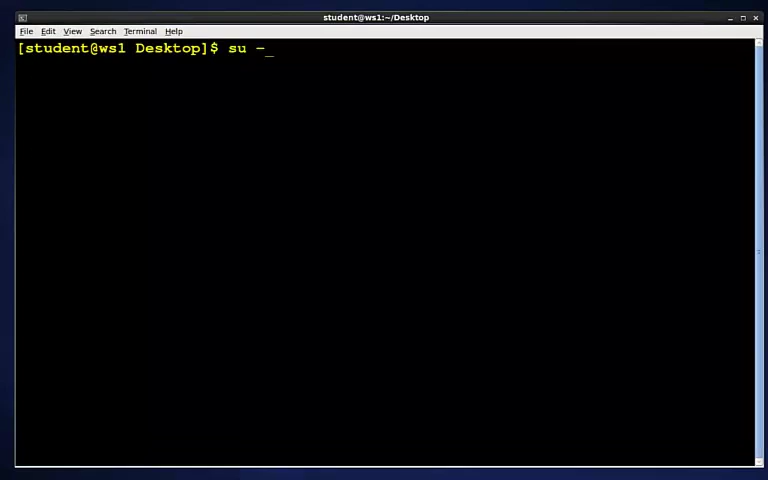 student@ws1:~/Desktop
File Edit View Search Terminal Help
[student@ws1 Desktop]$ su -_